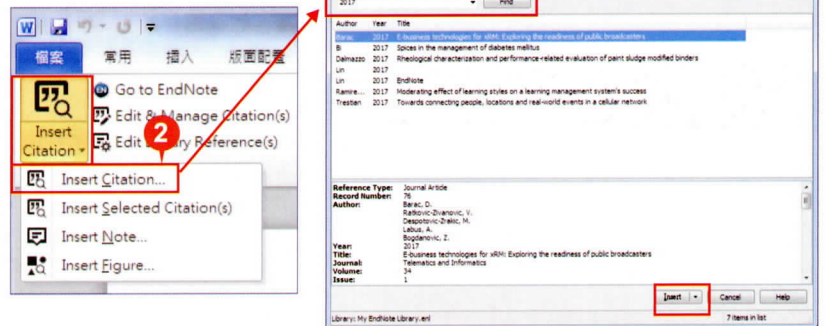 W
檔案 常用 插入 版面配置
Insert Citation
Go to EndNote
Edit & Manage Citation(s)
Edit Library Reference(s)
2
Insert Citation...
Insert Selected Citation(s)
Insert Note...
Insert Figure...
2017 Find
Author Year Title
Barac 2017 E-business technologies for xRM: Exploring the readiness of public broadcasters
Bi 2017 Spices in the management of diabetes mellitus
Dalmazzo 2017 Rheological characterization and performance-related evaluation of paint sludge modified binders
Lin 2017
Lin 2017 EndNote
Ramire... 2017 Moderating effect of learning styles on a learning management system's success
Trestian 2017 Towards connecting people, locations and real-world events in a cellular network
Reference Type: Journal Article
Record Number: 76
Author: Barac, D.
Ratkovic-Zivanovic, V.
Despotovic-Zrakic, M.
Labus, A.
Bogdanovic, Z.
Year: 2017
Title: E-business technologies for xRM: Exploring the readiness of public broadcasters
Journal: Telematics and Informatics
Volume: 34
Issue: 1
Insert Cancel Help
Library: My EndNote Library.enl 7 items in list